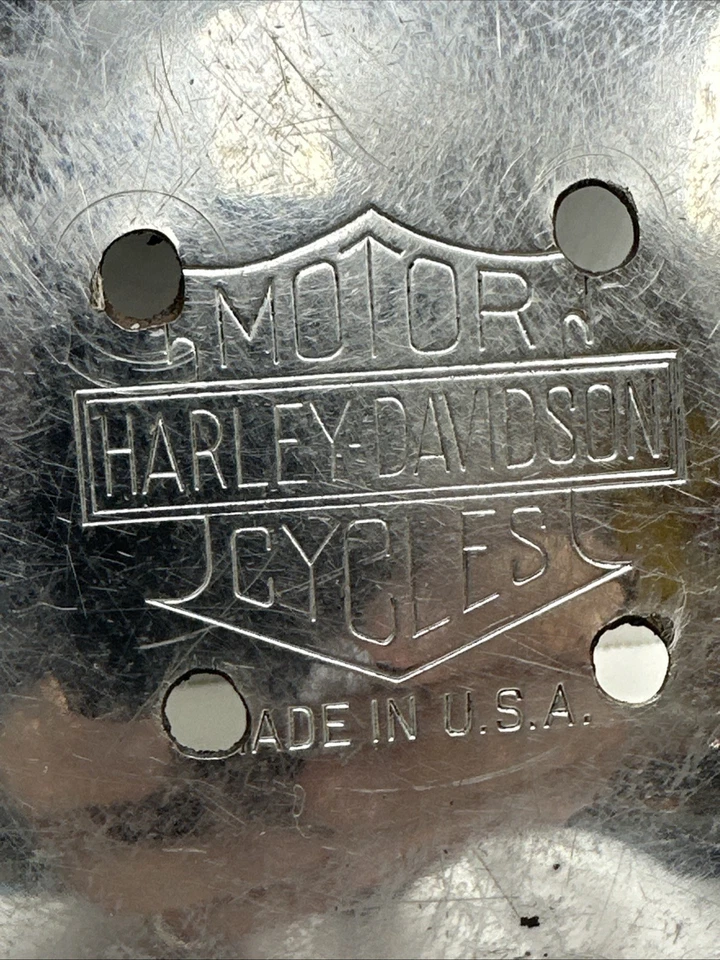 MOTOR
HARLEY-DAVIDSON
CYCLES
ADE IN U.S.A.